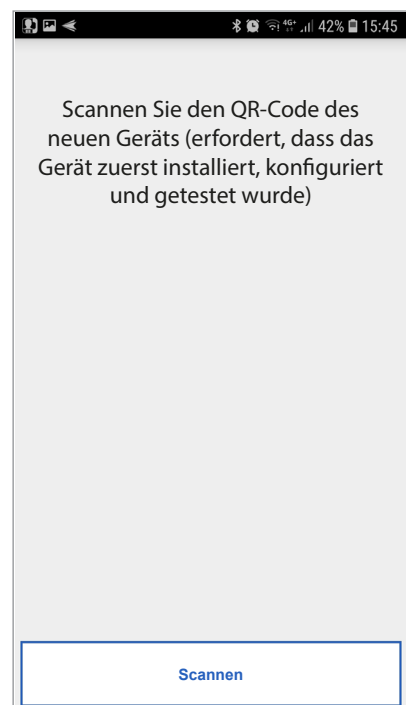 4G+ 42% 15:45
Scannen Sie den QR-Code des
neuen Geräts (erfordert, dass das
Gerät zuerst installiert, konfiguriert
und getestet wurde)
Scannen